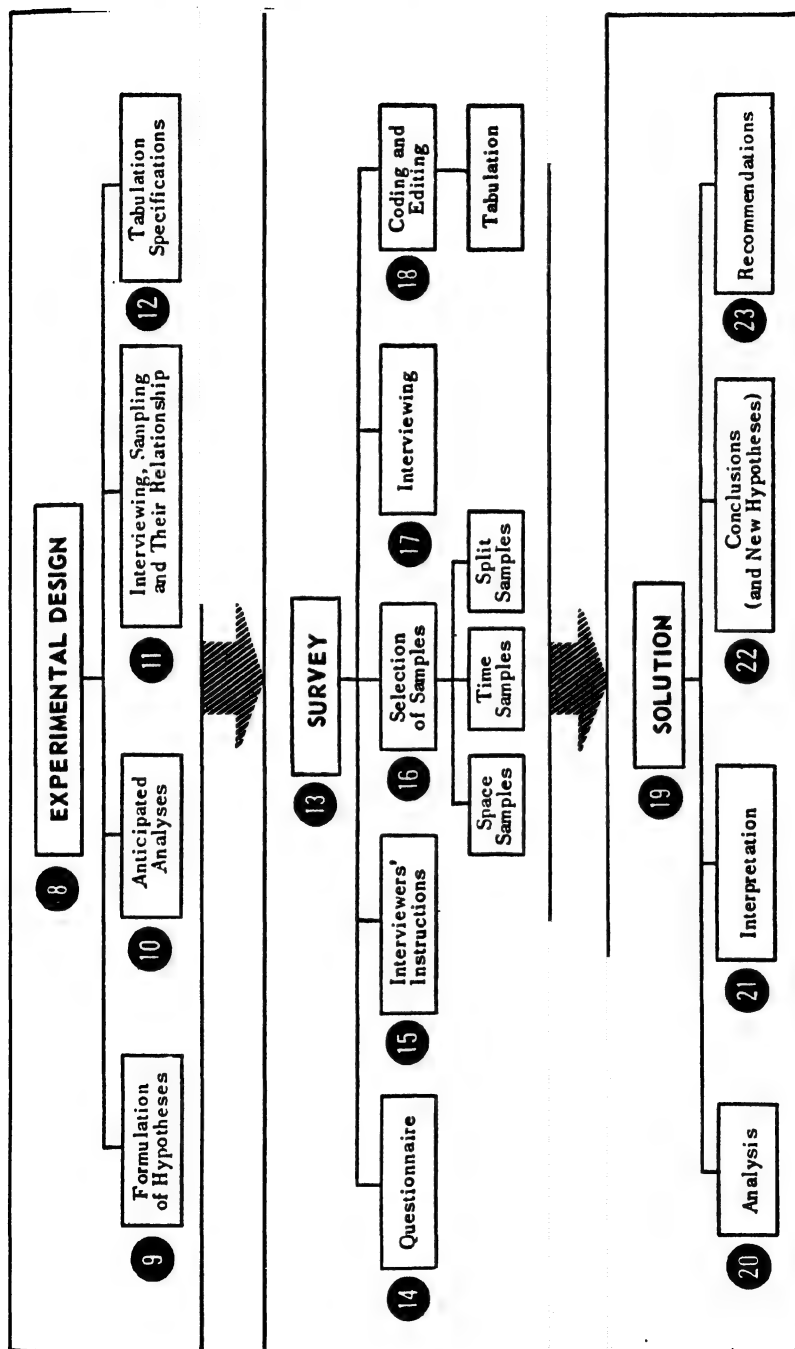 8
EXPERIMENTAL DESIGN
9
Formulation
of Hypotheses
10
Anticipated
Analyses
11
Interviewing, Sampling
and Their Relationship
12
Tabulation
Specifications
13
SURVEY
14
Questionnaire
15
Interviewers'
Instructions
16
Selection
of Samples
Space
Samples
Time
Samples
Split
Samples
17
Interviewing
18
Coding and
Editing
Tabulation
19
SOLUTION
20
Analysis
21
Interpretation
22
Conclusions
(and New Hypotheses)
23
Recommendations